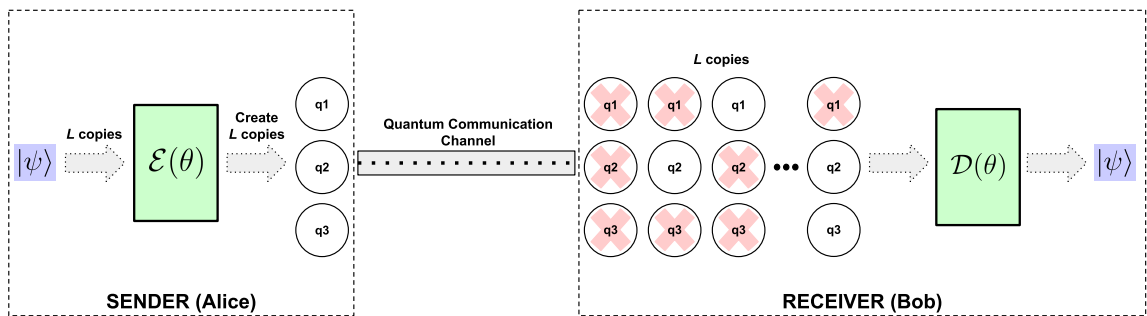 |ψ⟩
L copies
ℰ(θ)
Create
L copies
q1
q2
q3
SENDER (Alice)
Quantum Communication
Channel
L copies
q1 q1 q1 q1
q2 q2 q2 q2
q3 q3 q3 q3
𝒟(θ)
|ψ⟩
RECEIVER (Bob)